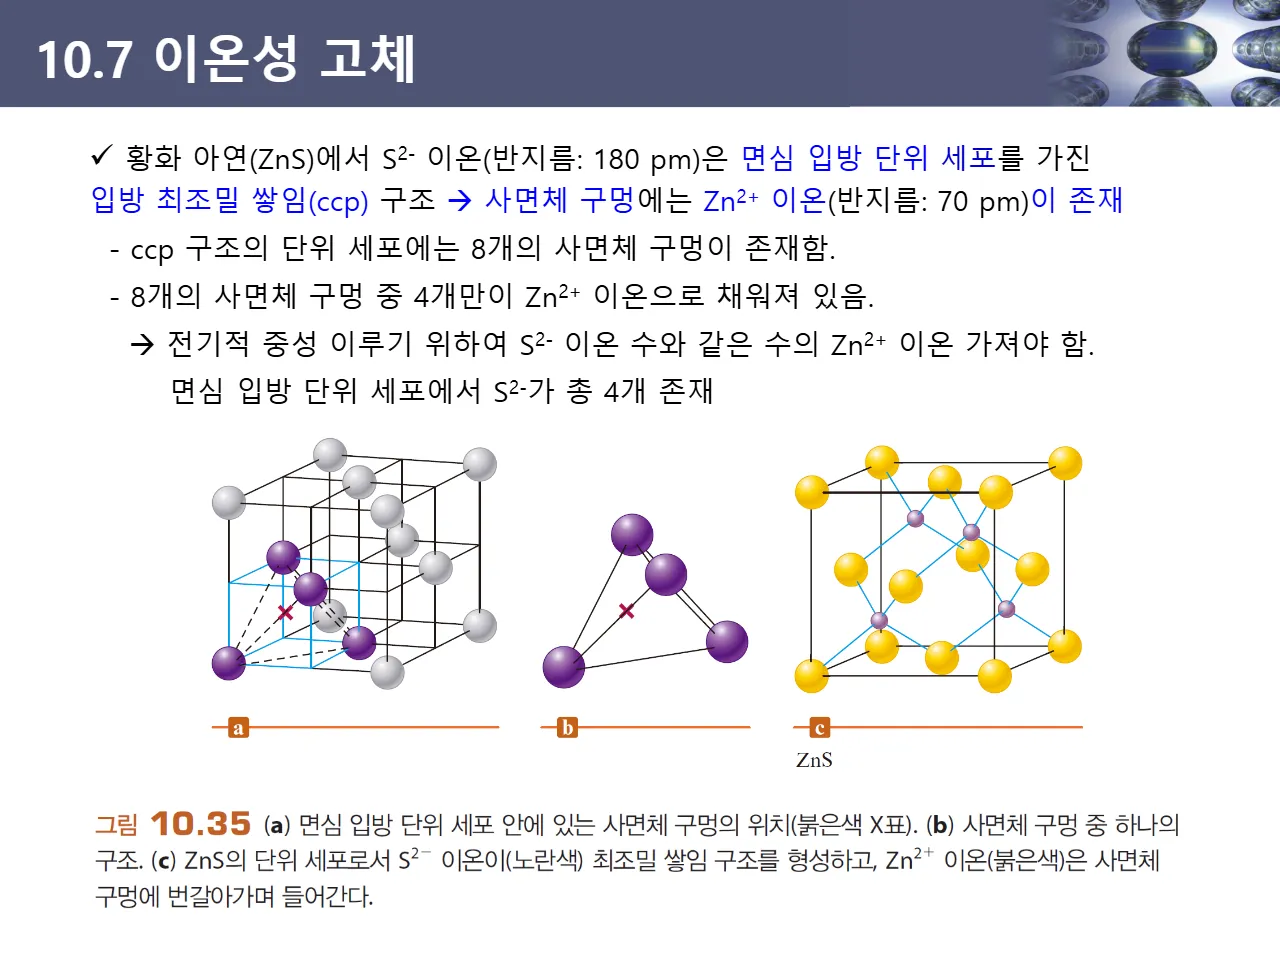 10.7 이온성 고체
✓ 황화 아연(ZnS)에서 S²⁻ 이온(반지름: 180 pm)은 면심 입방 단위 세포를 가진
입방 최조밀 쌓임(ccp) 구조 → 사면체 구멍에는 Zn²⁺ 이온(반지름: 70 pm)이 존재
- ccp 구조의 단위 세포에는 8개의 사면체 구멍이 존재함.
- 8개의 사면체 구멍 중 4개만이 Zn²⁺ 이온으로 채워져 있음.
→ 전기적 중성 이루기 위하여 S²⁻ 이온 수와 같은 수의 Zn²⁺ 이온 가져야 함.
면심 입방 단위 세포에서 S²⁻가 총 4개 존재
a
b
c
ZnS
그림 10.35 (a) 면심 입방 단위 세포 안에 있는 사면체 구멍의 위치(붉은색 X표). (b) 사면체 구멍 중 하나의
구조. (c) ZnS의 단위 세포로서 S²⁻ 이온이(노란색) 최조밀 쌓임 구조를 형성하고, Zn²⁺ 이온(붉은색)은 사면체
구멍에 번갈아가며 들어간다.